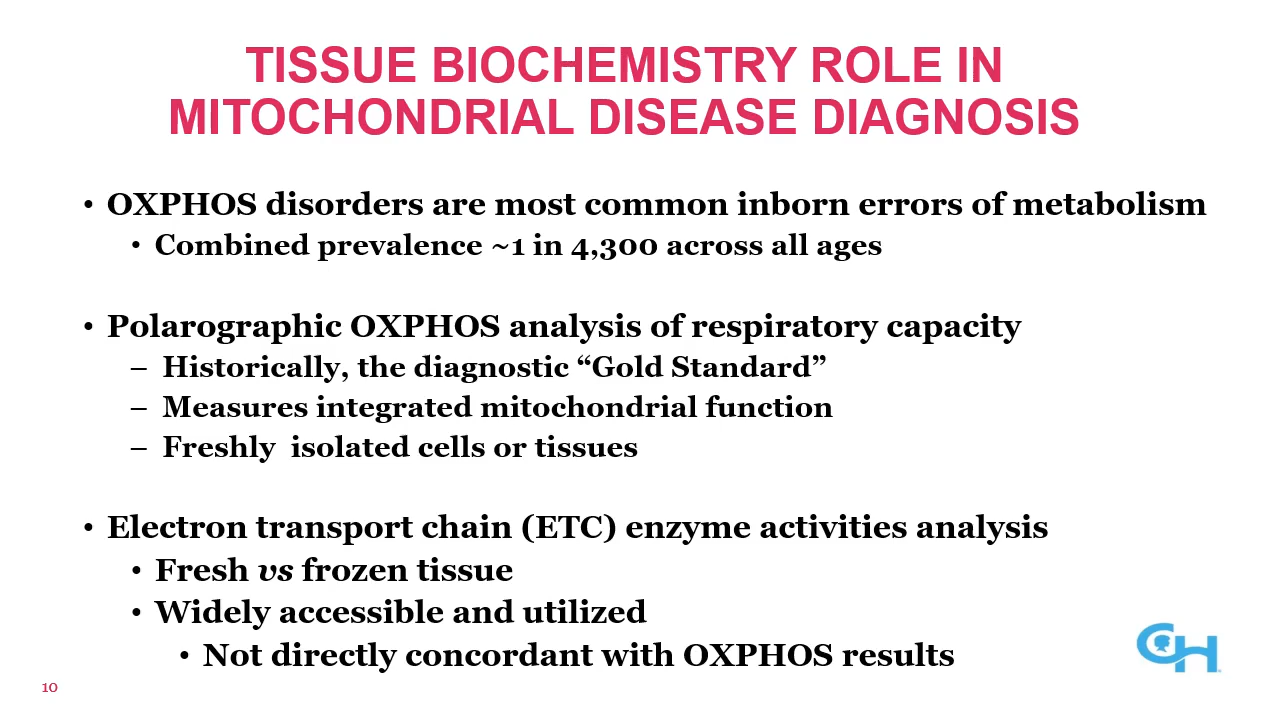 TISSUE BIOCHEMISTRY ROLE IN
MITOCHONDRIAL DISEASE DIAGNOSIS
• OXPHOS disorders are most common inborn errors of metabolism
• Combined prevalence ~1 in 4,300 across all ages
• Polarographic OXPHOS analysis of respiratory capacity
– Historically, the diagnostic “Gold Standard”
– Measures integrated mitochondrial function
– Freshly  isolated cells or tissues
• Electron transport chain (ETC) enzyme activities analysis
• Fresh vs frozen tissue
• Widely accessible and utilized
• Not directly concordant with OXPHOS results
CH
10